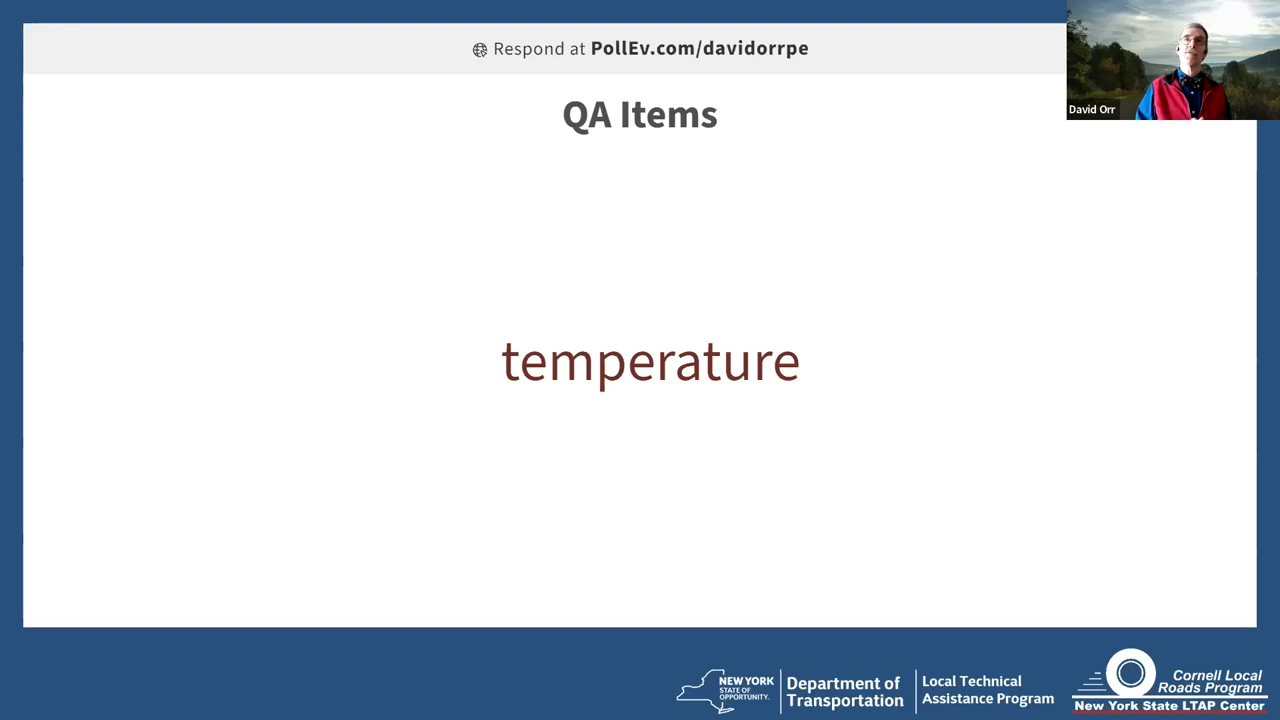 Respond at PollEv.com/davidorrpe
David Orr
QA Items
temperature
NEW YORK
STATE OF
OPPORTUNITY.
Department of
Transportation
Local Technical
Assistance Program
Cornell Local
Roads Program
New York State LTAP Center